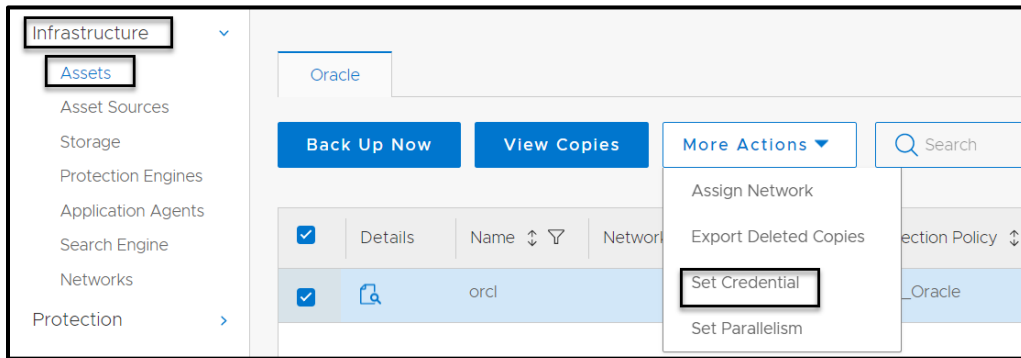 Infrastructure
Assets
Asset Sources
Storage
Protection Engines
Application Agents
Search Engine
Networks
Protection
Oracle
Back Up Now
View Copies
More Actions
Search
Assign Network
Export Deleted Copies
Set Credential
Set Parallelism
Details Name Network ection Policy
orcl _Oracle